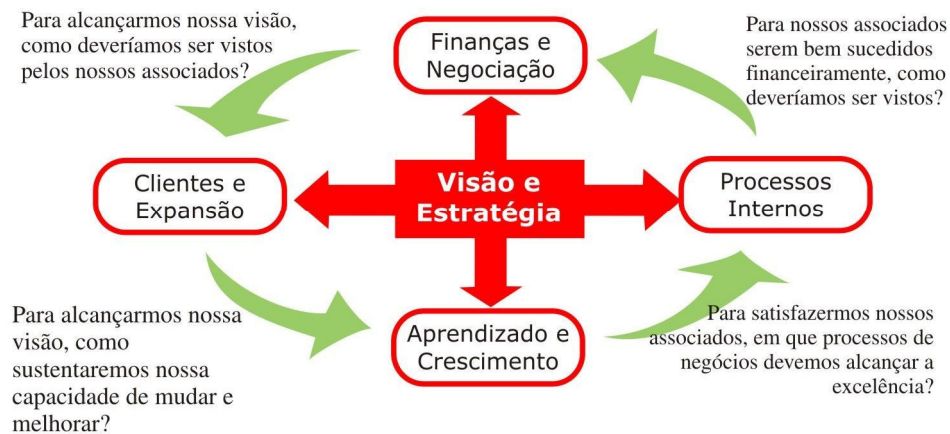 Para alcançarmos nossa visão,
como deveríamos ser vistos
pelos nossos associados?
Finanças e
Negociação
Para nossos associados
serem bem sucedidos
financeiramente, como
deveríamos ser vistos?
Clientes e
Expansão
Visão e
Estratégia
Processos
Internos
Para alcançarmos nossa
visão, como
sustentaremos nossa
capacidade de mudar e
melhorar?
Aprendizado e
Crescimento
Para satisfazermos nossos
associados, em que processos de
negócios devemos alcançar a
excelência?